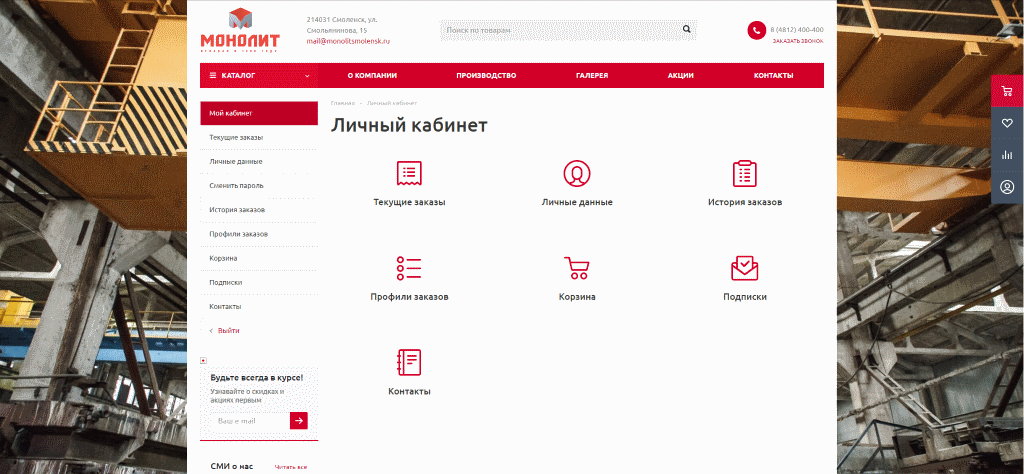 МОНОЛИТ
214031 Смоленск, ул.
Смольянинова, 15
mail@monolitsmolensk.ru
Поиск по товарам
8 (4812) 400-400
ЗАКАЗАТЬ ЗВОНОК
КАТАЛОГ
О КОМПАНИИ
ПРОИЗВОДСТВО
ГАЛЕРЕЯ
АКЦИИ
КОНТАКТЫ
Мой кабинет
Текущие заказы
Личные данные
Сменить пароль
История заказов
Профили заказов
Корзина
Подписки
Контакты
Выйти
Будьте всегда в курсе!
Узнавайте о скидках и
акциях первым
Ваш e-mail
СМИ о нас
Читать все
Главная - Личный кабинет
Личный кабинет
Текущие заказы
Личные данные
История заказов
Профили заказов
Корзина
Подписки
Контакты